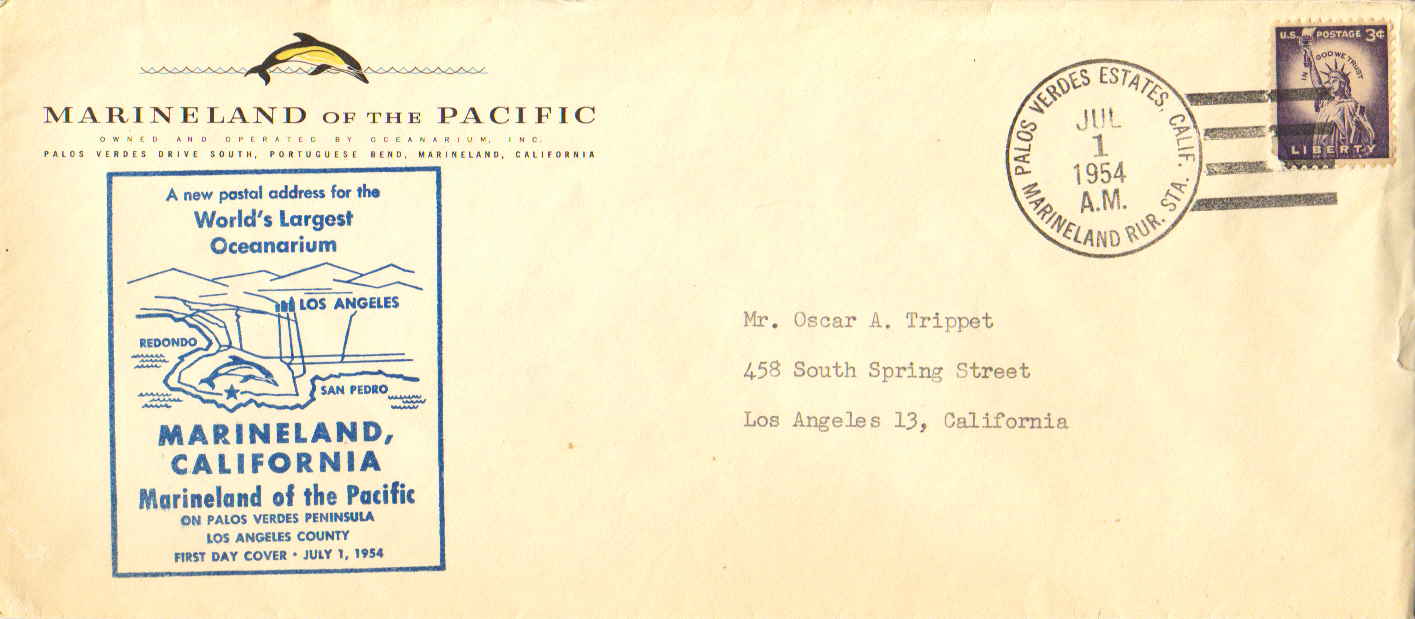 MARINELAND OF THE PACIFIC
OWNED AND OPERATED BY OCEANARIUM, INC.
PALOS VERDES DRIVE SOUTH, PORTUGUESE BEND, MARINELAND, CALIFORNIA
A new postal address for the
World's Largest
Oceanarium
LOS ANGELES
REDONDO
SAN PEDRO
MARINELAND,
CALIFORNIA
Marineland of the Pacific
ON PALOS VERDES PENINSULA
LOS ANGELES COUNTY
FIRST DAY COVER • JULY 1, 1954
PALOS VERDES ESTATES, CALIF.
JUL
1
1954
A.M.
MARINELAND RUR. STA.
U.S. POSTAGE 3¢
IN GOD WE TRUST
LIBERTY
Mr. Oscar A. Trippet
458 South Spring Street
Los Angeles 13, California